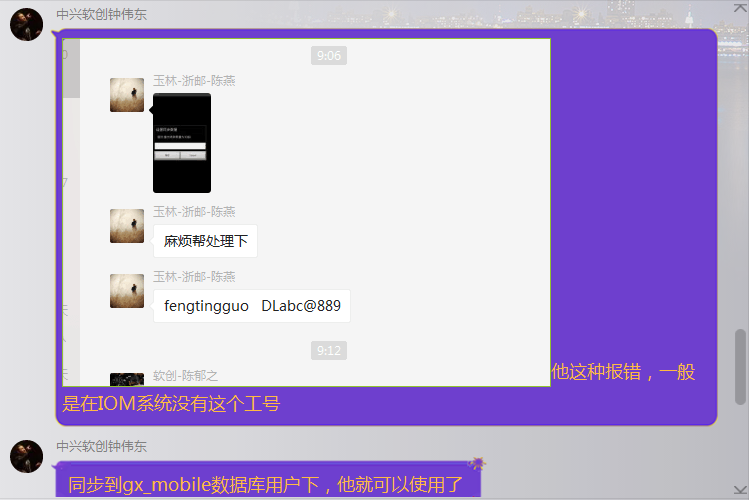 中兴软创钟伟东
9:06
玉林-浙邮-陈燕
玉林-浙邮-陈燕
麻烦帮处理下
玉林-浙邮-陈燕
fengtingguo DLabc@889
9:12
软创-陈郁之
他这种报错，一般
是在IOM系统没有这个工号
中兴软创钟伟东
同步到gx_mobile数据库用户下，他就可以使用了